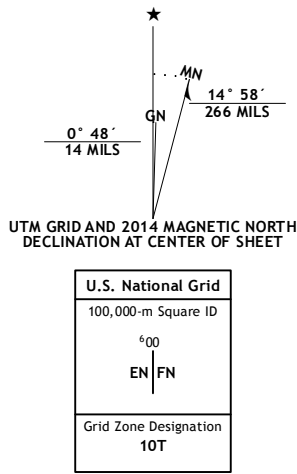 MN
14° 58´
266 MILS
GN
0° 48´
14 MILS
UTM GRID AND 2014 MAGNETIC NORTH
DECLINATION AT CENTER OF SHEET
U.S. National Grid
100,000-m Square ID
⁶00
EN FN
Grid Zone Designation
10T